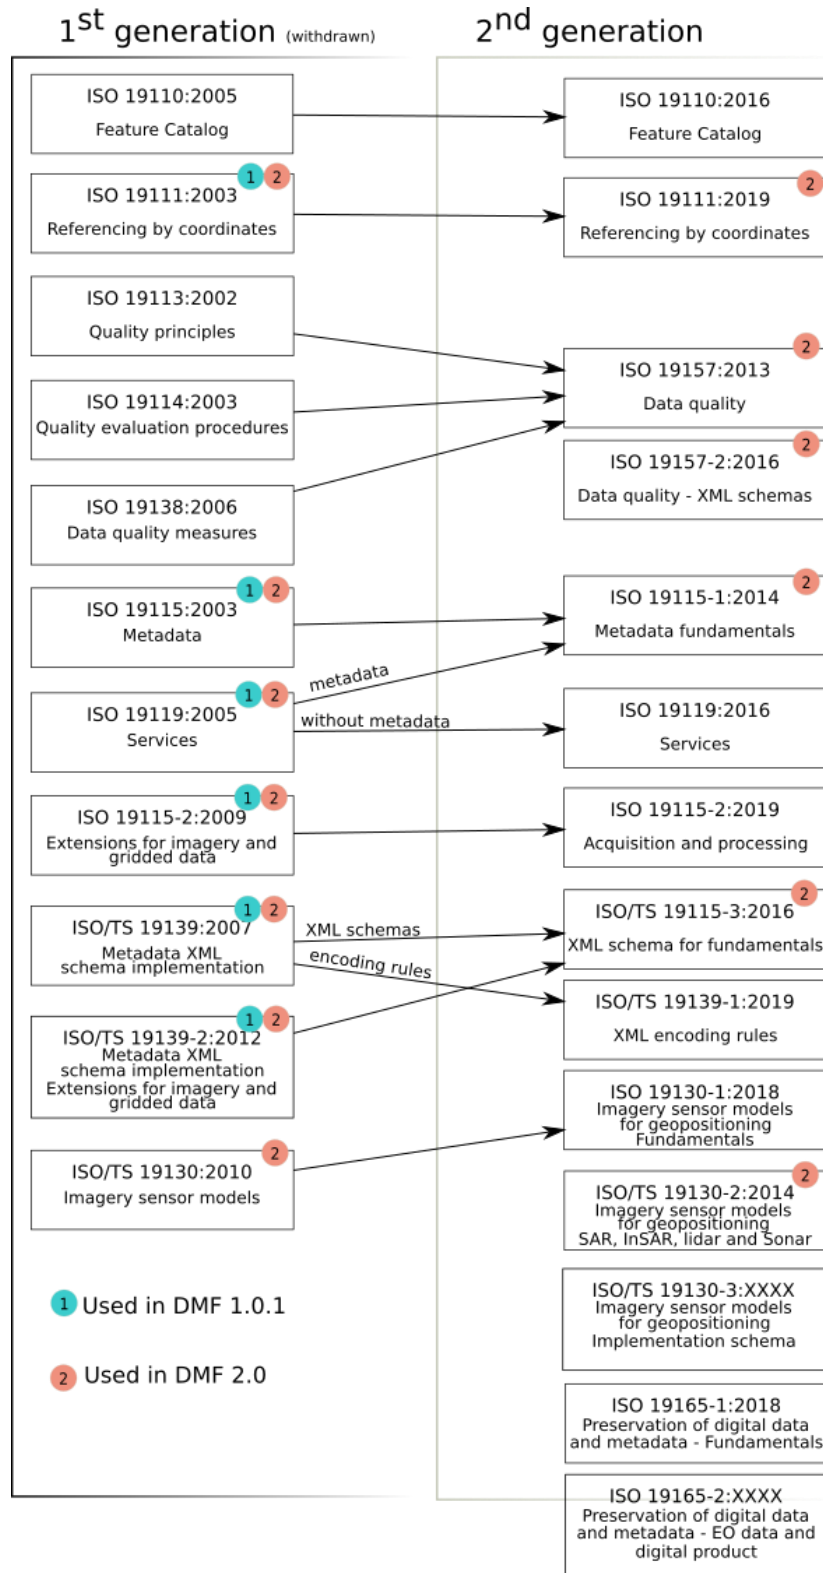 1st generation (withdrawn)
ISO 19110:2005
Feature Catalog
1 2
ISO 19111:2003
Referencing by coordinates
ISO 19113:2002
Quality principles
ISO 19114:2003
Quality evaluation procedures
ISO 19138:2006
Data quality measures
1 2
ISO 19115:2003
Metadata
1 2
ISO 19119:2005
Services
metadata
without metadata
1 2
ISO 19115-2:2009
Extensions for imagery and
gridded data
1 2
ISO/TS 19139:2007
Metadata XML
schema implementation
XML schemas
encoding rules
1 2
ISO/TS 19139-2:2012
Metadata XML
schema implementation
Extensions for imagery and
gridded data
2
ISO/TS 19130:2010
Imagery sensor models
1 Used in DMF 1.0.1
2 Used in DMF 2.0
2nd generation
ISO 19110:2016
Feature Catalog
2
ISO 19111:2019
Referencing by coordinates
2
ISO 19157:2013
Data quality
2
ISO 19157-2:2016
Data quality - XML schemas
2
ISO 19115-1:2014
Metadata fundamentals
ISO 19119:2016
Services
ISO 19115-2:2019
Acquisition and processing
2
ISO/TS 19115-3:2016
XML schema for fundamentals
ISO/TS 19139-1:2019
XML encoding rules
ISO 19130-1:2018
Imagery sensor models
for geopositioning
Fundamentals
2
ISO/TS 19130-2:2014
Imagery sensor models
for geopositioning
SAR, InSAR, lidar and Sonar
ISO/TS 19130-3:XXXX
Imagery sensor models
for geopositioning
Implementation schema
ISO 19165-1:2018
Preservation of digital data
and metadata - Fundamentals
ISO 19165-2:XXXX
Preservation of digital data
and metadata - EO data and
digital product